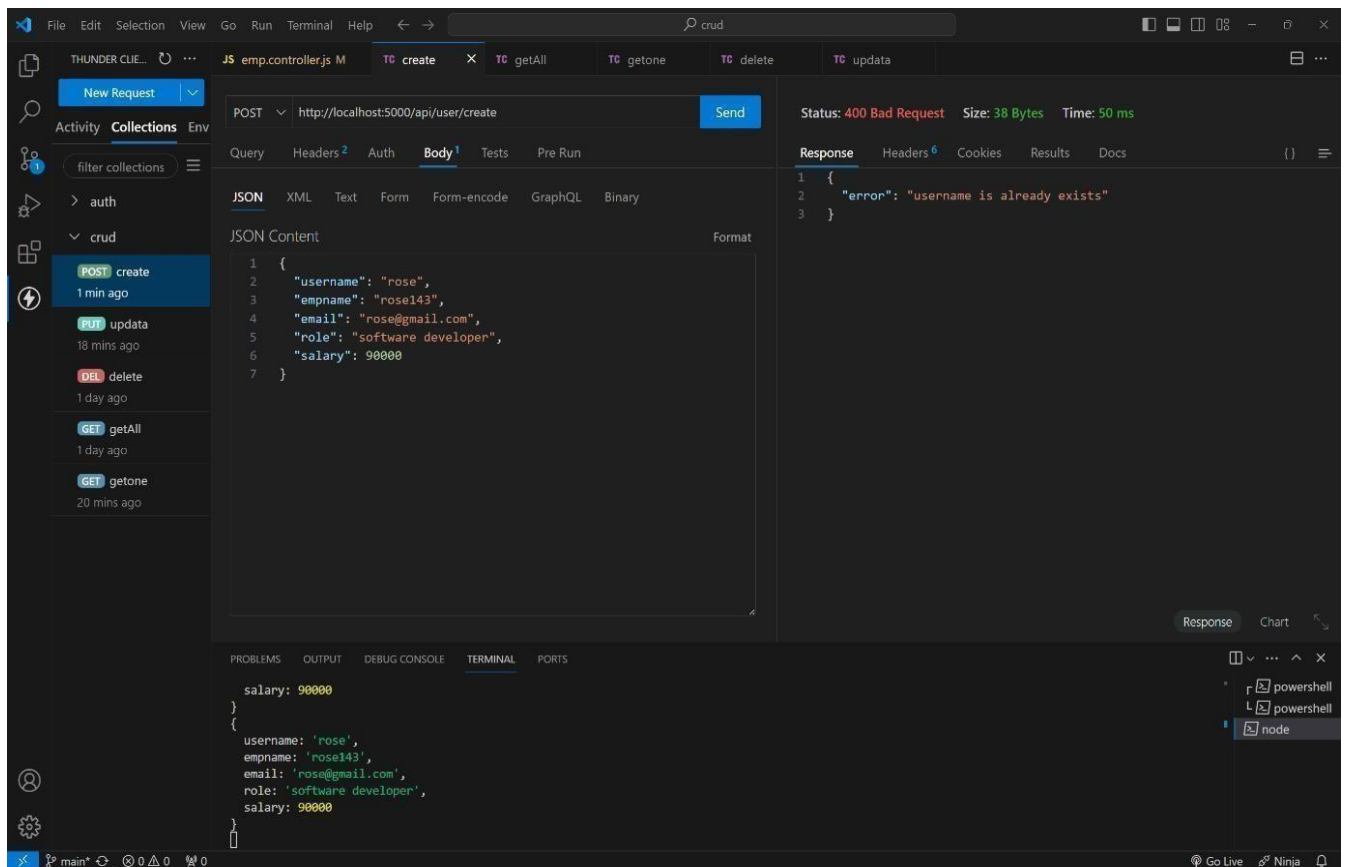 File Edit Selection View Go Run Terminal Help crud
THUNDER CLIE... JS emp.controller.js M TC create TC getAll TC getone TC delete TC updata
New Request
Activity Collections Env
filter collections
auth
crud
POST create
1 min ago
PUT updata
18 mins ago
DEL delete
1 day ago
GET getAll
1 day ago
GET getone
20 mins ago
POST http://localhost:5000/api/user/create Send
Query Headers 2 Auth Body 1 Tests Pre Run
JSON XML Text Form Form-encode GraphQL Binary
JSON Content Format
1 {
2 "username": "rose",
3 "empname": "rose143",
4 "email": "rose@gmail.com",
5 "role": "software developer",
6 "salary": 90000
7 }
Status: 400 Bad Request Size: 38 Bytes Time: 50 ms
Response Headers 6 Cookies Results Docs {}
1 {
2 "error": "username is already exists"
3 }
Response Chart
PROBLEMS OUTPUT DEBUG CONSOLE TERMINAL PORTS
salary: 90000
}
{
username: 'rose',
empname: 'rose143',
email: 'rose@gmail.com',
role: 'software developer',
salary: 90000
}
powershell
powershell
node
1
main* 0 0 0 Go Live Ninja